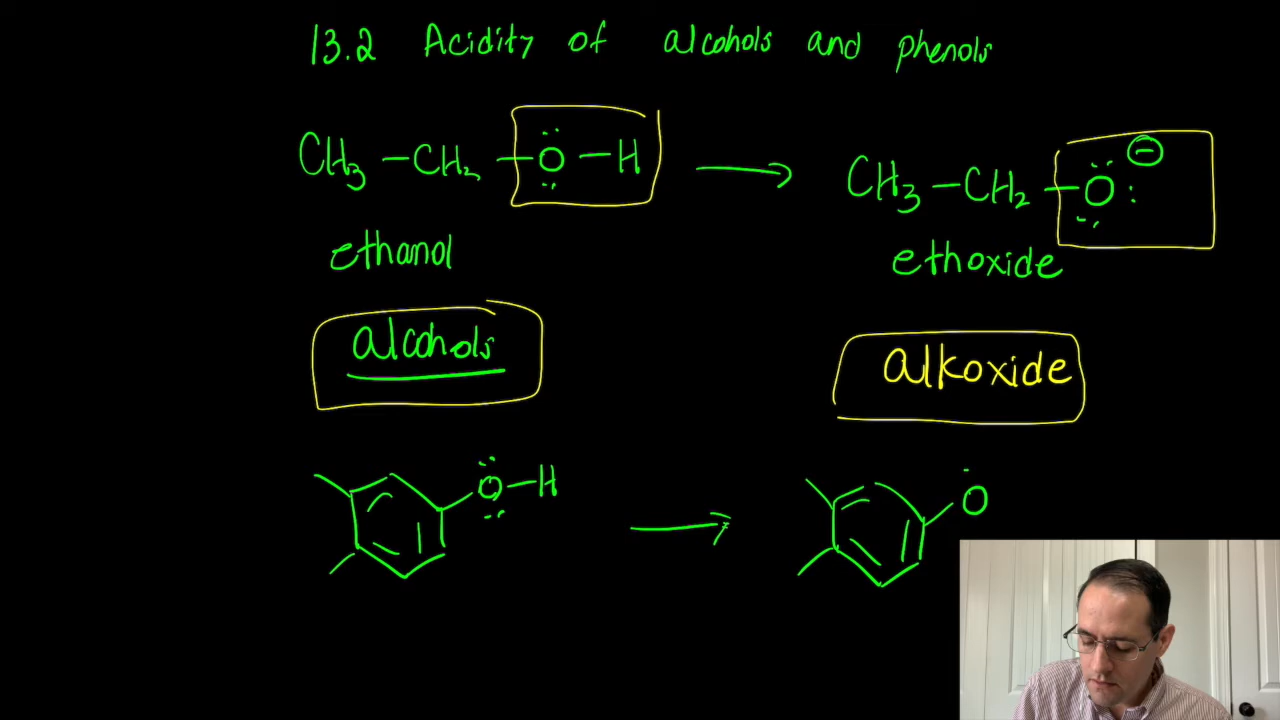 13.2 Acidity of alcohols and phenols
CH3 – CH2 – O – H → CH3 – CH2 – O : ⊖
ethanol ethoxide
alcohols alkoxide
O – H → O